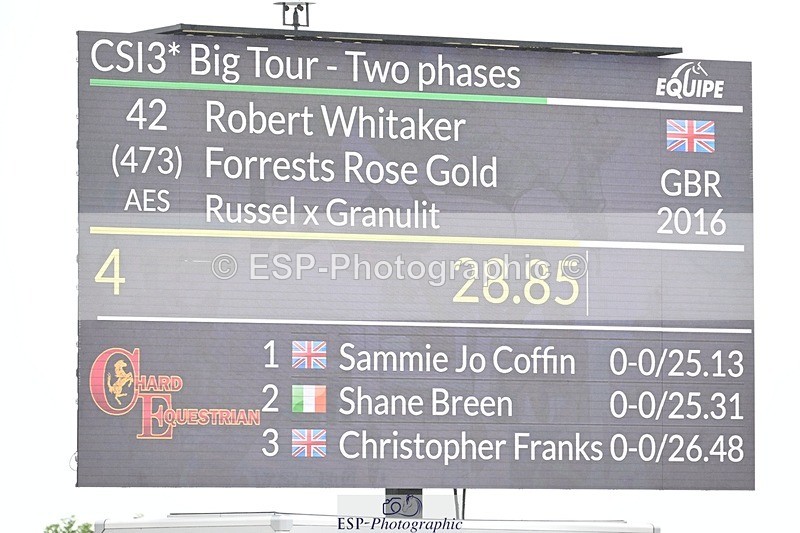 CSI3* Big Tour - Two phases
EQUIPE
42 Robert Whitaker
(473) Forrests Rose Gold GBR
AES Russel x Granulit 2016
4 28.85
© ESP-Photographic ©
1 Sammie Jo Coffin 0-0/25.13
2 Shane Breen 0-0/25.31
3 Christopher Franks 0-0/26.48
CHARD
EQUESTRIAN
ESP-Photographic